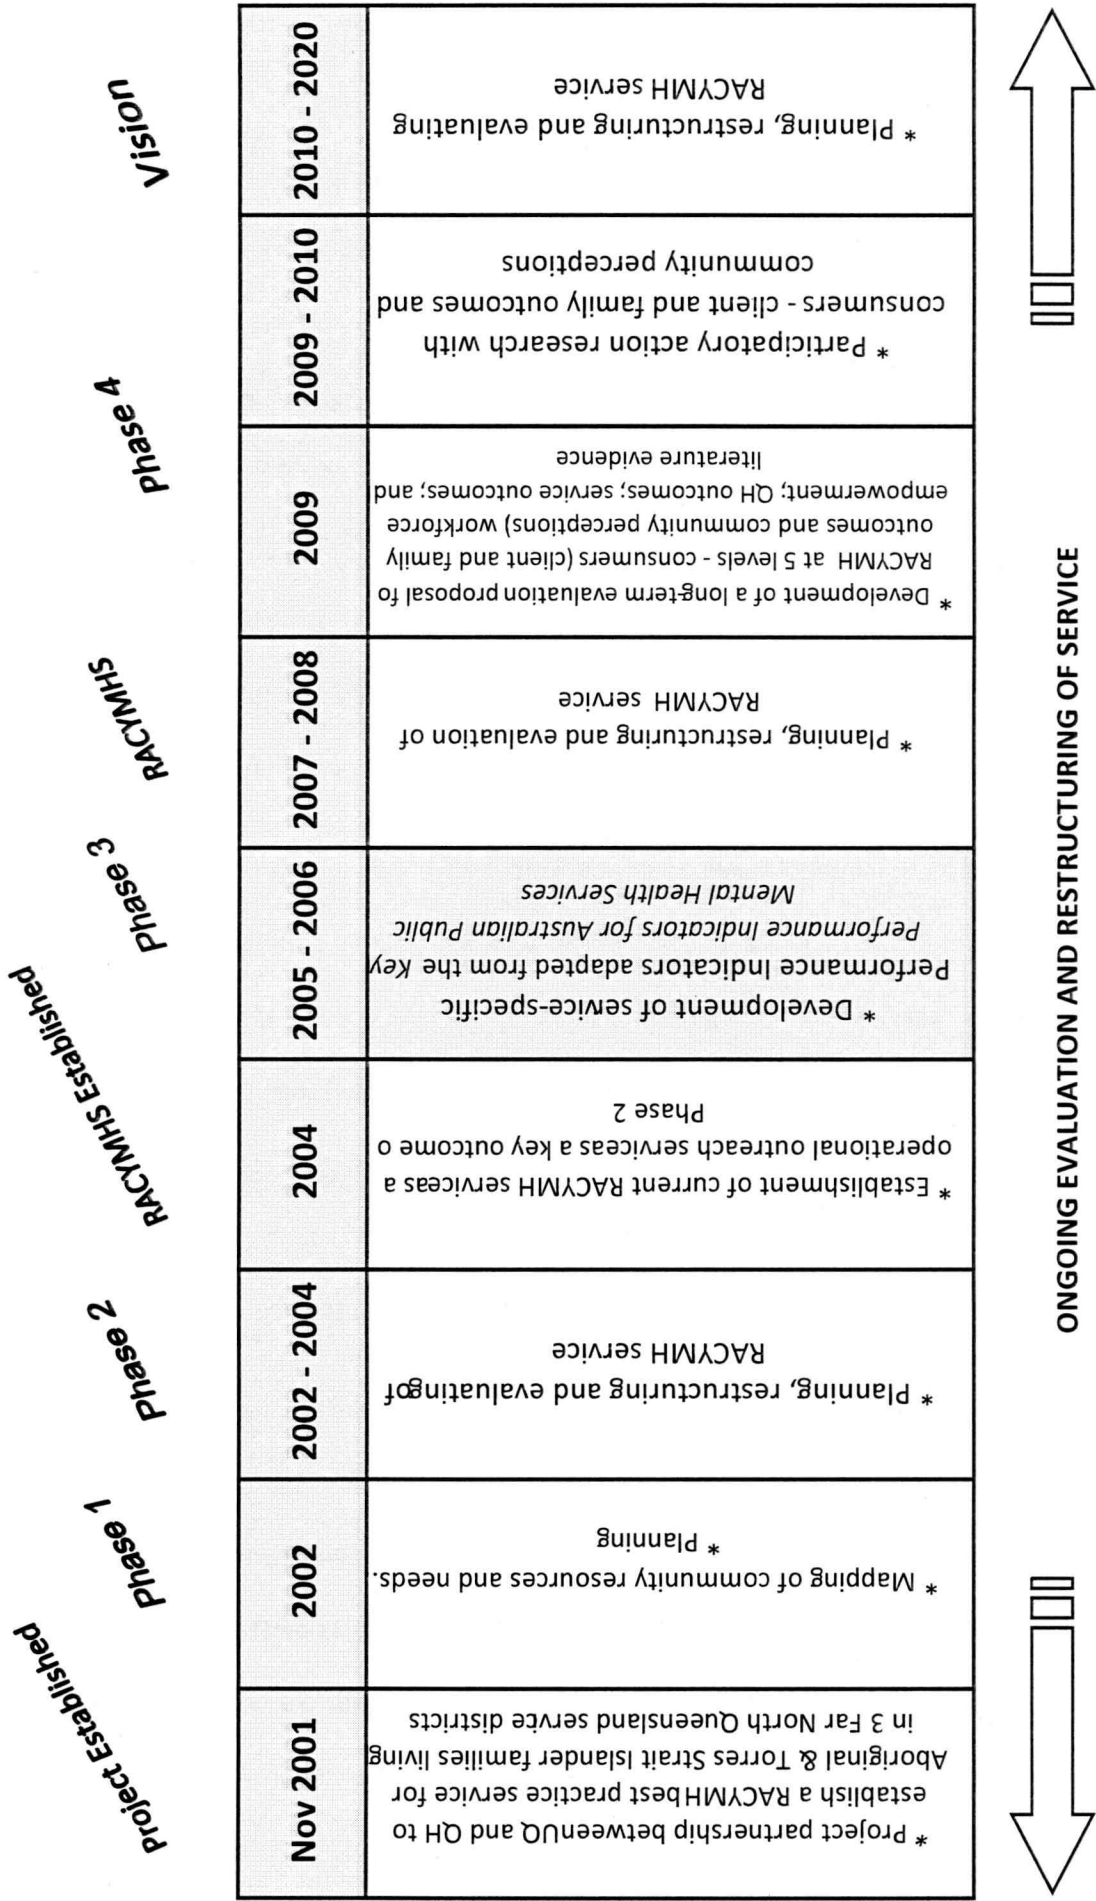 Project Established
Phase 1
Phase 2
RACYMHS Established
Phase 3
RACYMHS
Phase 4
Vision
Nov 2001
* Project partnership betweenUQ and QH to
establish a RACYMH best practice service for
Aboriginal & Torres Strait Islander families living
in 3 Far North Queensland service districts
2002
* Mapping of community resources and needs.
* Planning
2002 - 2004
* Planning, restructuring and evaluatingof
RACYMH service
2004
* Establishment of current RACYMH serviceas a
operational outreach serviceas a key outcome o
Phase 2
2005 - 2006
* Development of service-specific
Performance Indicators adapted from the Key
Performance Indicators for Australian Public
Mental Health Services
2007 - 2008
* Planning, restructuring and evaluation of
RACYMH service
2009
* Development of a long-term evaluation proposal fo
RACYMH at 5 levels - consumers (client and family
outcomes and community perceptions) workforce
empowerment; QH outcomes; service outcomes; and
literature evidence
2009 - 2010
* Participatory action research with
consumers - client and family outcomes and
community perceptions
2010 - 2020
* Planning, restructuring and evaluating
RACYMH service
ONGOING EVALUATION AND RESTRUCTURING OF SERVICE